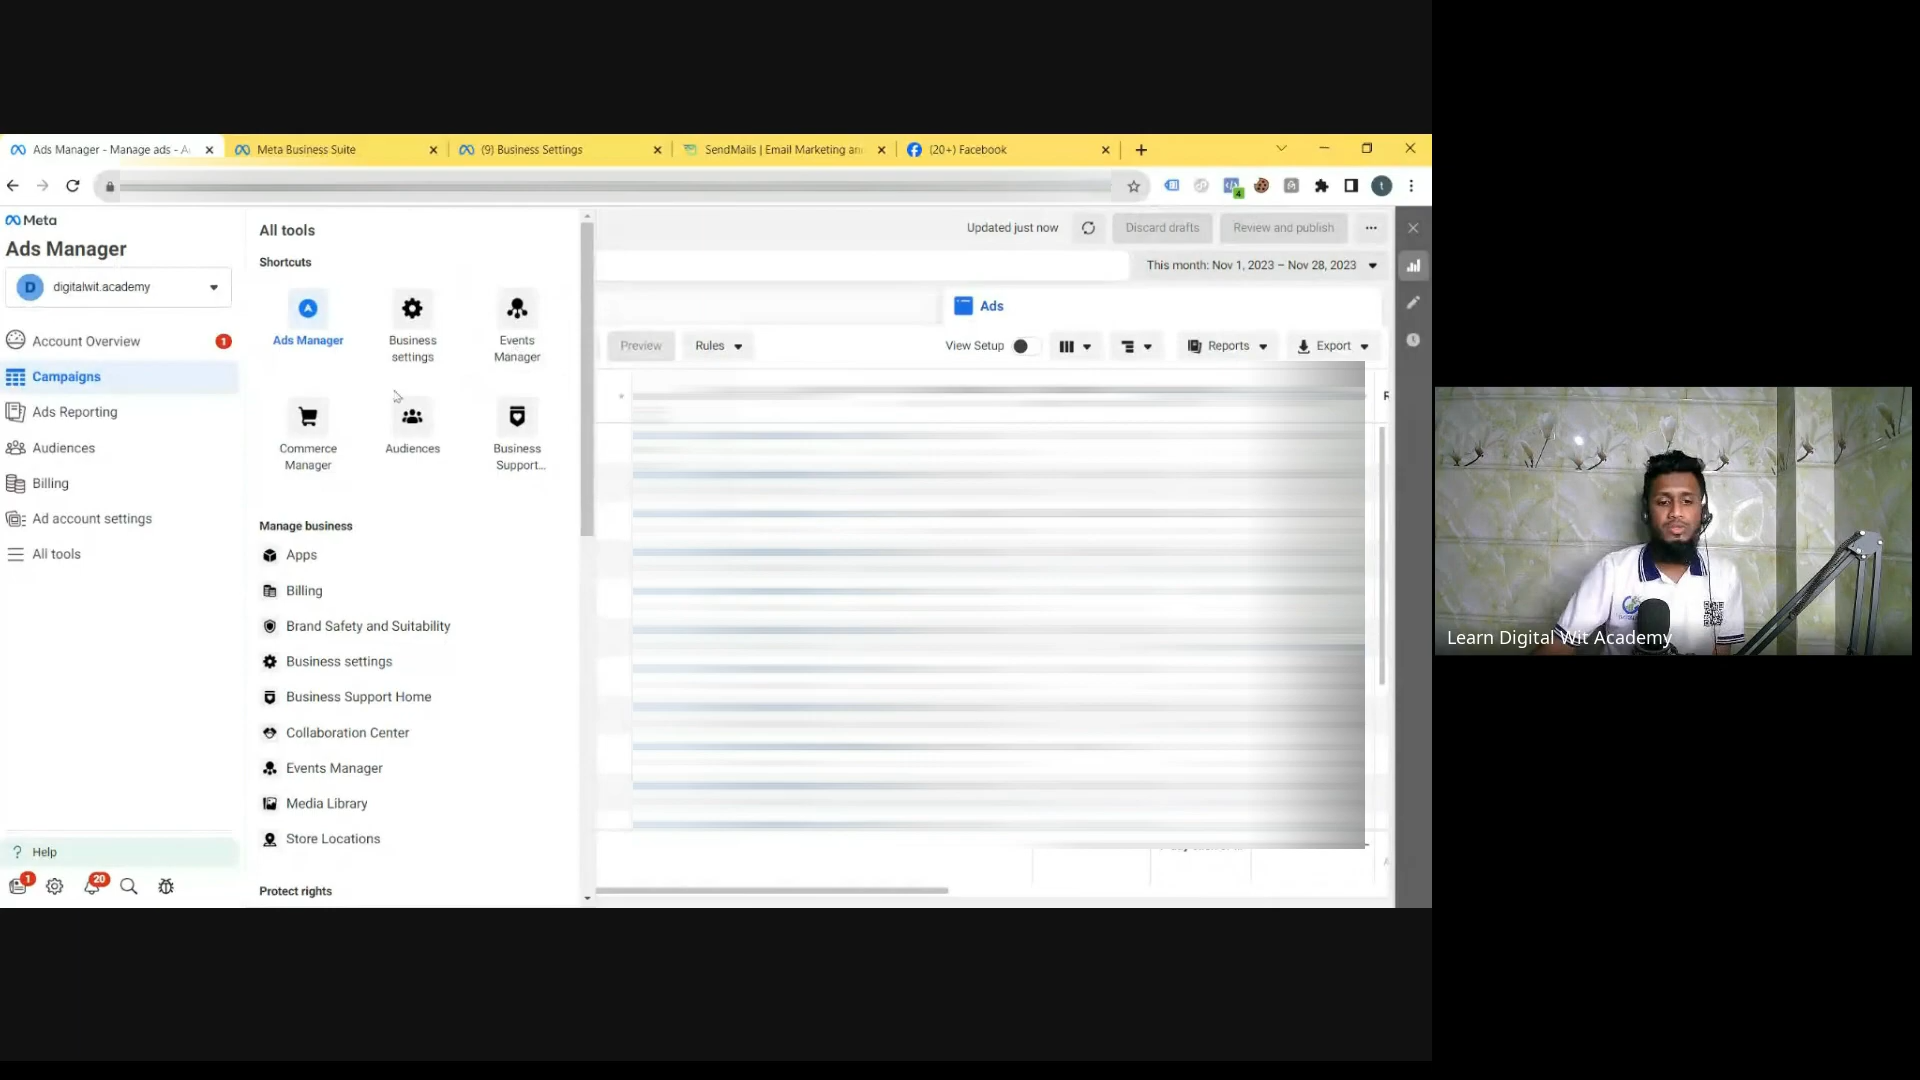 Ads Manager - Manage ads - A
Meta Business Suite
(9) Business Settings
SendMails | Email Marketing an
(20+) Facebook
t
4
Meta
Ads Manager
D digitalwit.academy
Account Overview 1
Campaigns
Ads Reporting
Audiences
Billing
Ad account settings
All tools
? Help
1
20
All tools
Shortcuts
Ads Manager
Business settings
Events Manager
Commerce Manager
Audiences
Business Support...
Manage business
Apps
Billing
Brand Safety and Suitability
Business settings
Business Support Home
Collaboration Center
Events Manager
Media Library
Store Locations
Protect rights
Updated just now
Discard drafts
Review and publish
...
This month: Nov 1, 2023 – Nov 28, 2023
Ads
Preview
Rules
View Setup
Reports
Export
Learn Digital Wit Academy